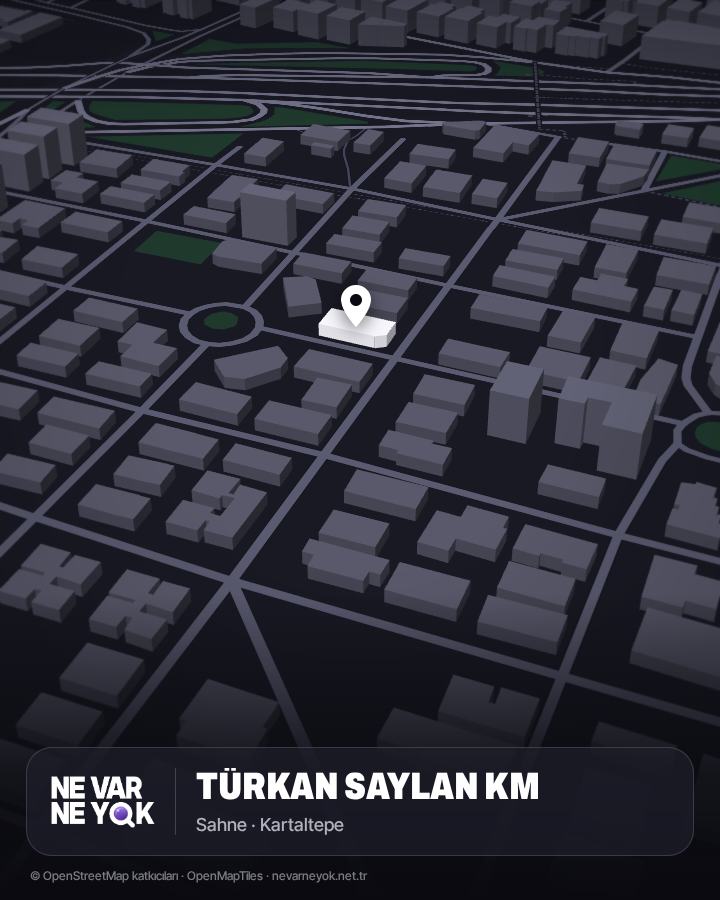 NE VAR
NE YOK
TÜRKAN SAYLAN KM
Sahne · Kartaltepe
© OpenStreetMap katkıcıları · OpenMapTiles · nevarneyok.net.tr